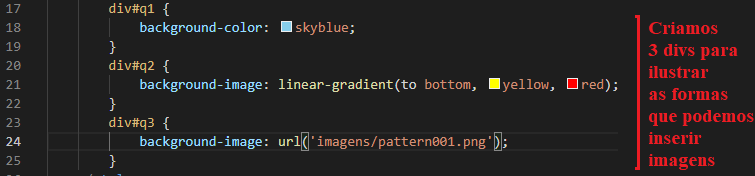 17 div#q1 {
18 background-color: skyblue;
19 }
20 div#q2 {
21 background-image: linear-gradient(to bottom, yellow, red);
22 }
23 div#q3 {
24 background-image: url('imagens/pattern001.png');
25 }
Criamos
3 divs para
ilustrar
as formas
que podemos
inserir
imagens